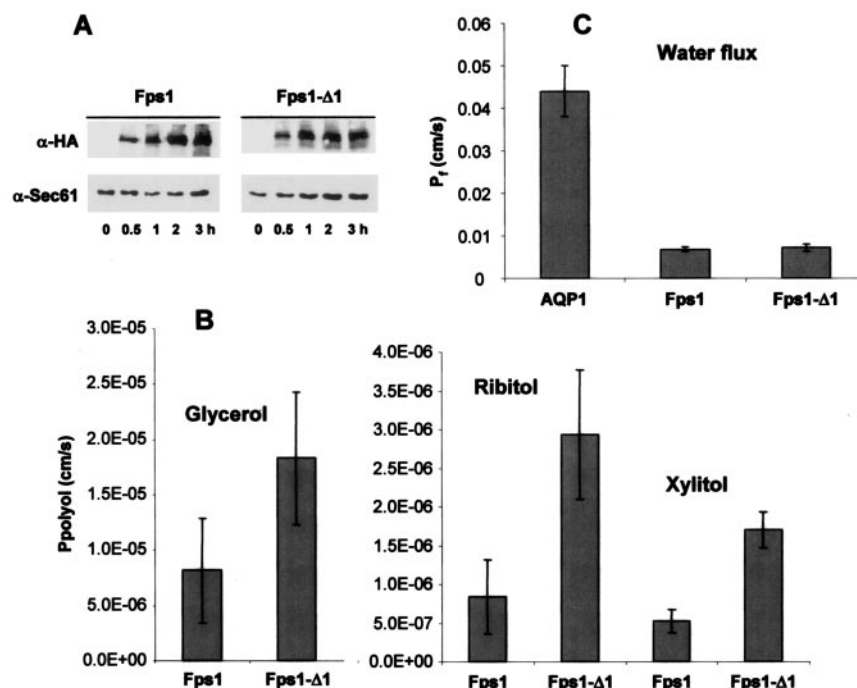 A
Fps1
Fps1-Δ1
α-HA
α-Sec61
0 0.5 1 2 3 h
0 0.5 1 2 3 h
C
Water flux
Pf (cm/s)
0.06
0.05
0.04
0.03
0.02
0.01
0
AQP1
Fps1
Fps1-Δ1
B
Glycerol
Ppolyol (cm/s)
3.0E-05
2.5E-05
2.0E-05
1.5E-05
1.0E-05
5.0E-06
0.0E+00
Fps1
Fps1-Δ1
Ribitol
Xylitol
4.0E-06
3.5E-06
3.0E-06
2.5E-06
2.0E-06
1.5E-06
1.0E-06
5.0E-07
0.0E+00
Fps1
Fps1-Δ1
Fps1
Fps1-Δ1